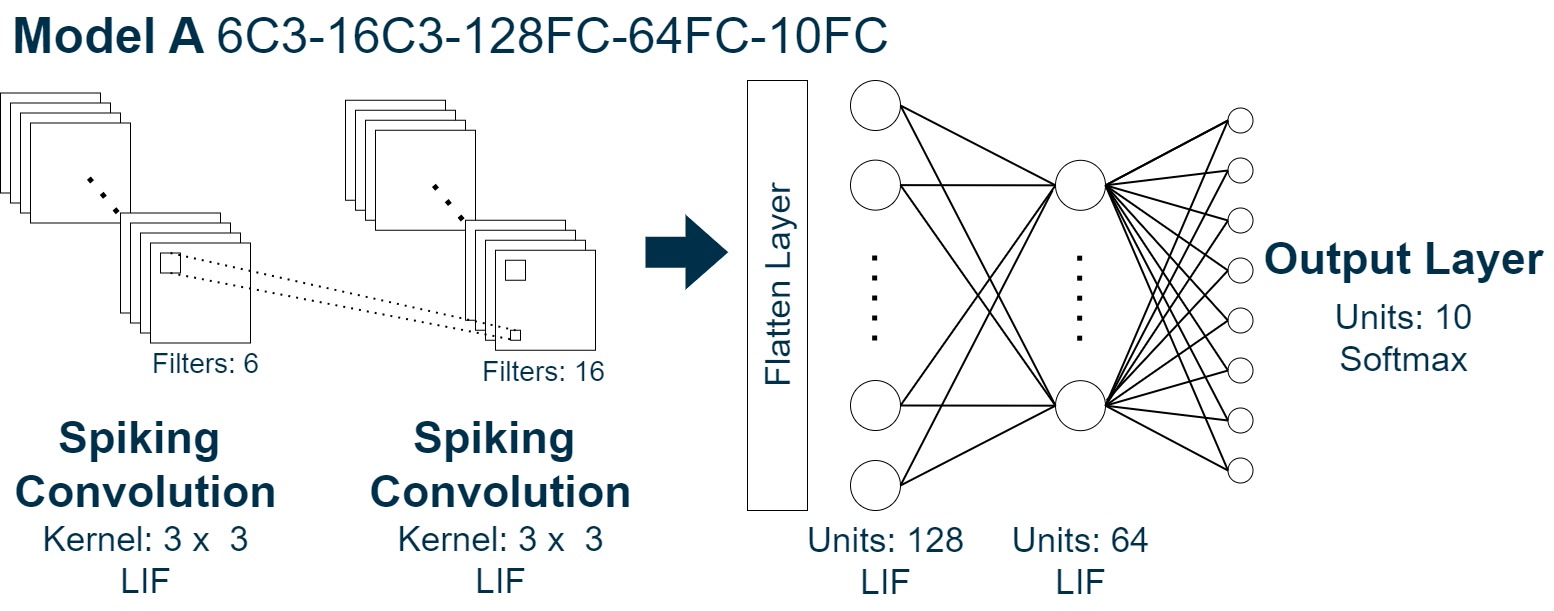 Model A 6C3-16C3-128FC-64FC-10FC
Filters: 6
Spiking
Convolution
Kernel: 3 x 3
LIF
Filters: 16
Spiking
Convolution
Kernel: 3 x 3
LIF
Flatten Layer
Units: 128
LIF
Units: 64
LIF
Output Layer
Units: 10
Softmax